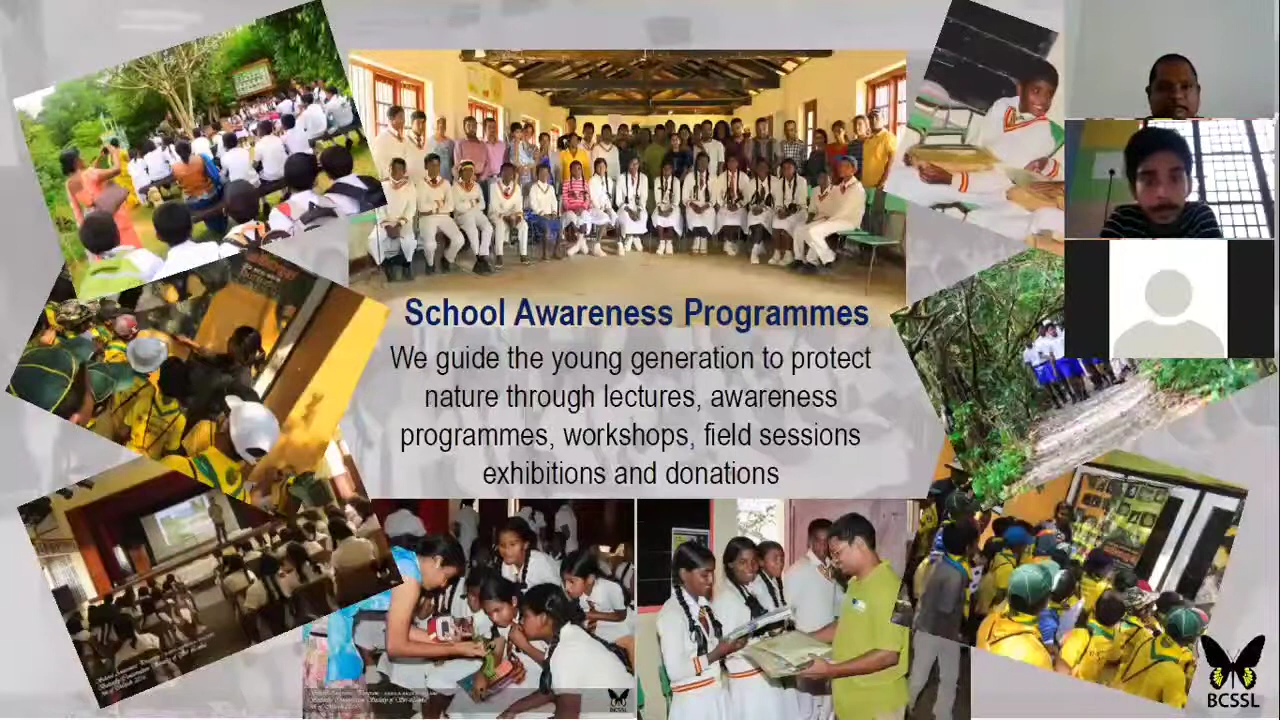 School Awareness Programmes
We guide the young generation to protect
nature through lectures, awareness
programmes, workshops, field sessions
exhibitions and donations
BCSSL
BCSSL